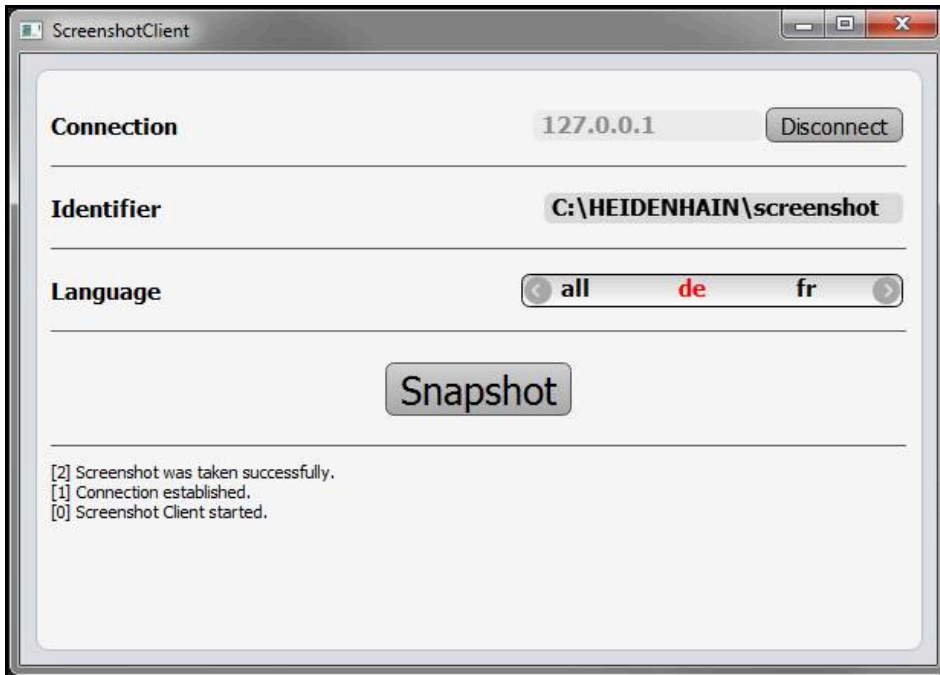 ScreenshotClient
Connection 127.0.0.1 Disconnect
Identifier C:\HEIDENHAIN\screenshot
Language all de fr
Snapshot
[2] Screenshot was taken successfully.
[1] Connection established.
[0] Screenshot Client started.